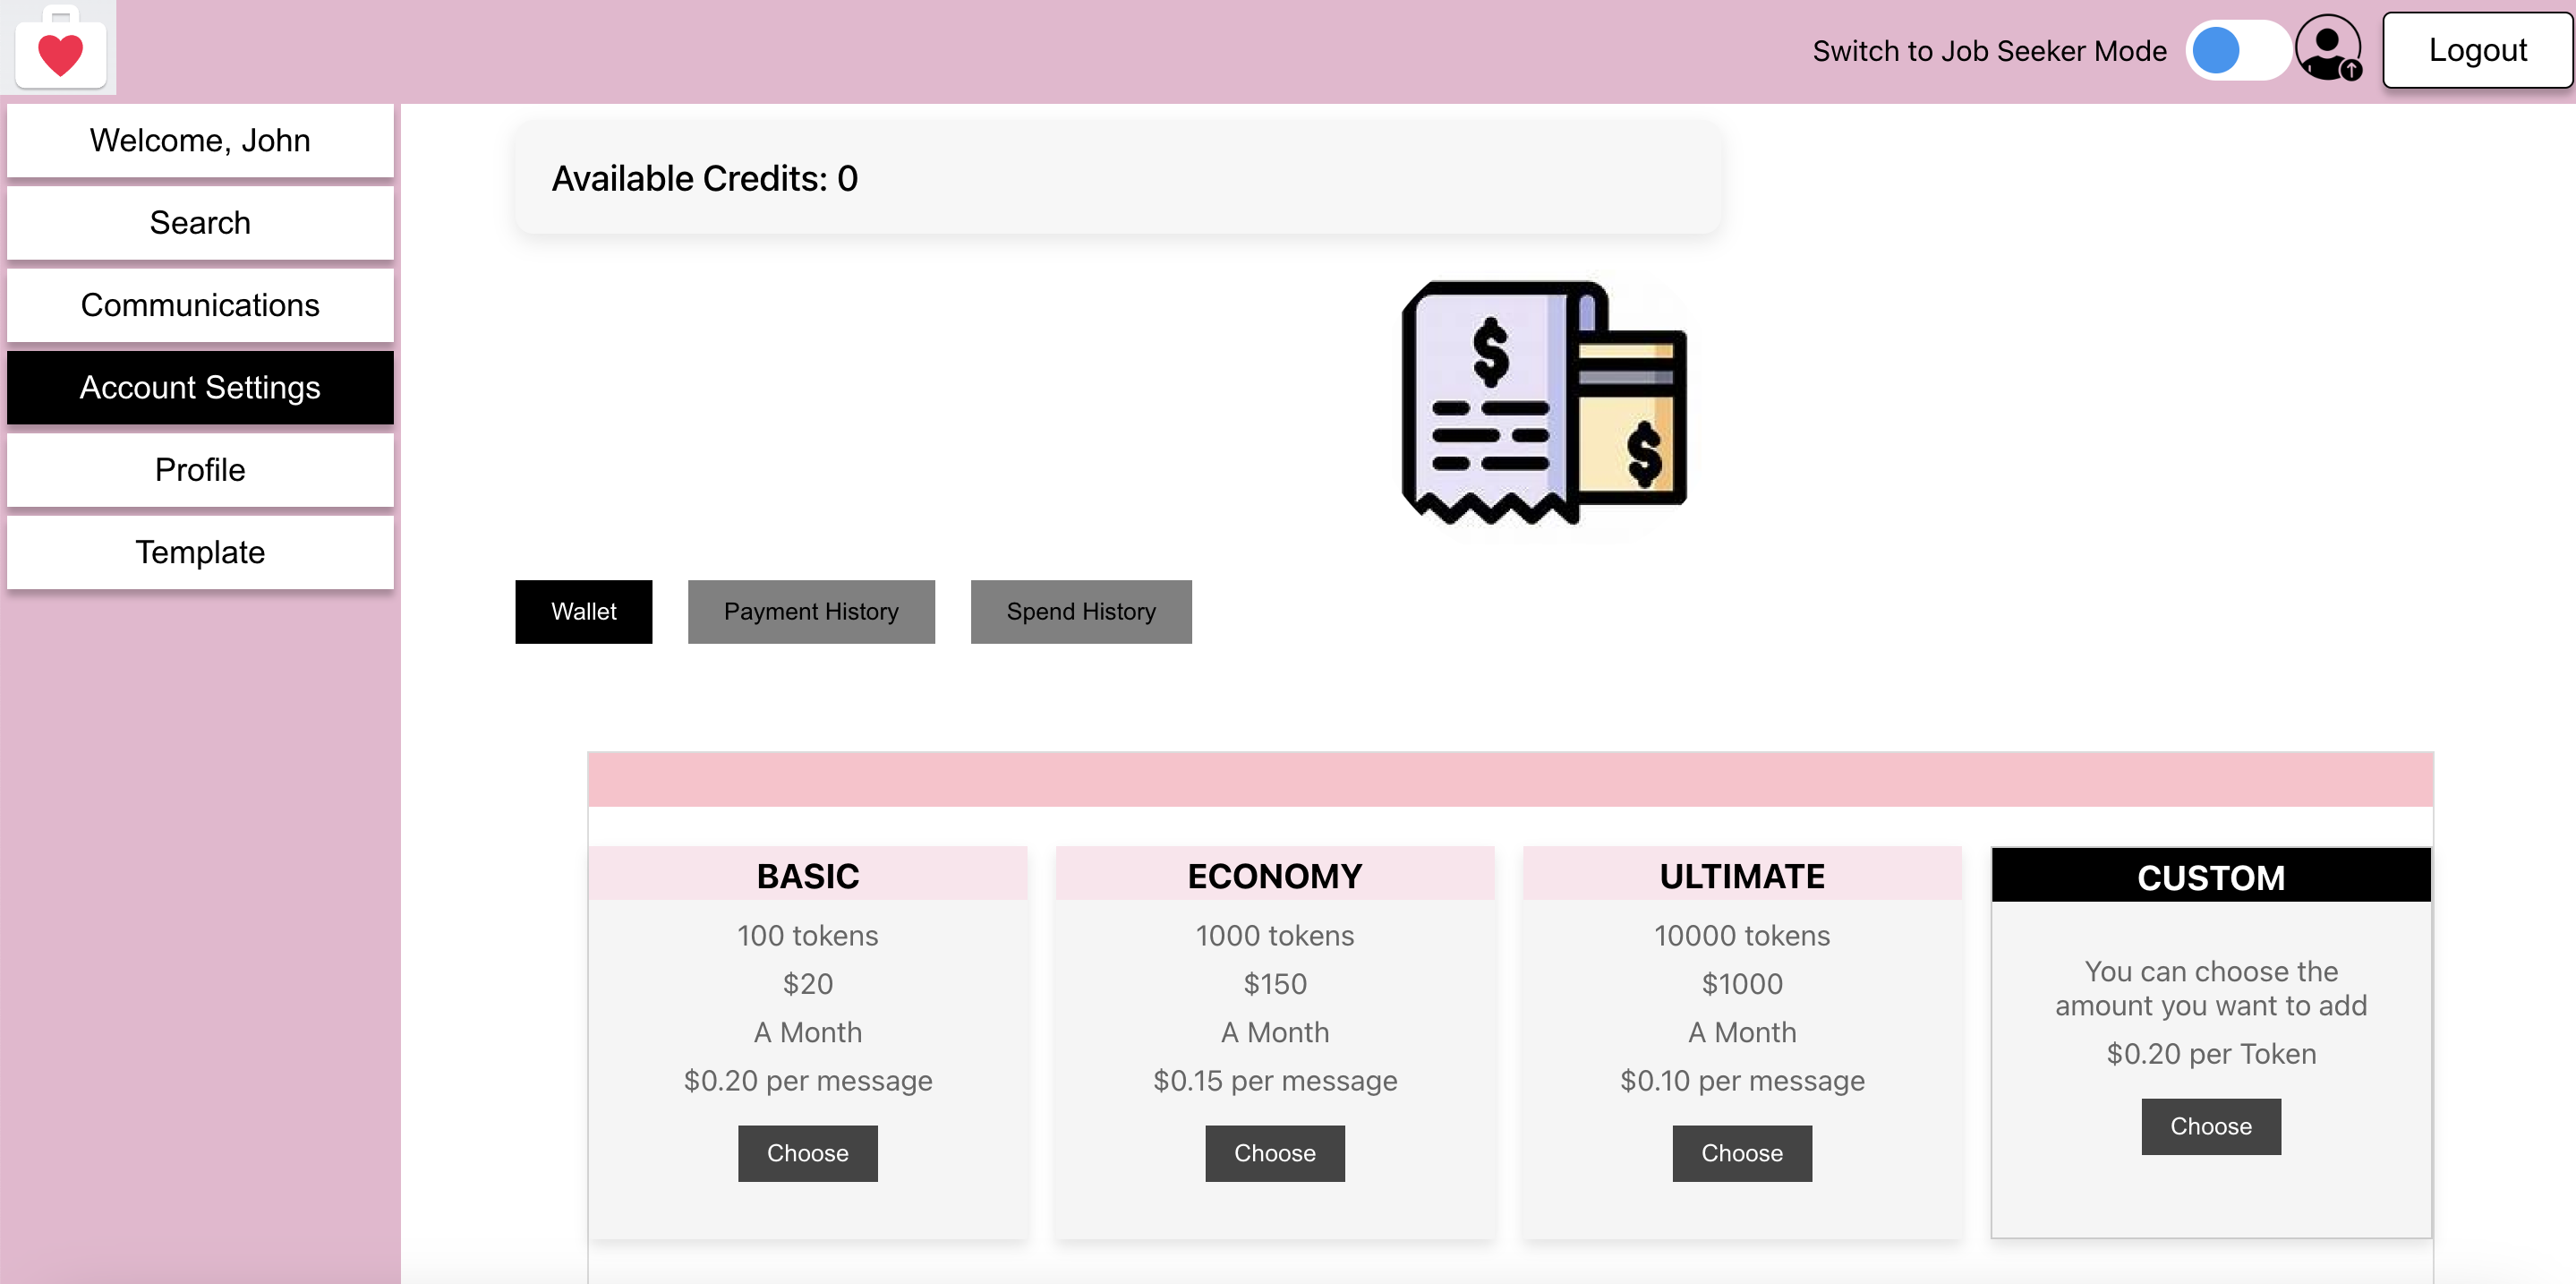 Switch to Job Seeker Mode
Logout
Welcome, John
Search
Communications
Account Settings
Profile
Template
Available Credits: 0
$
$
Wallet
Payment History
Spend History
BASIC
100 tokens
$20
A Month
$0.20 per message
Choose
ECONOMY
1000 tokens
$150
A Month
$0.15 per message
Choose
ULTIMATE
10000 tokens
$1000
A Month
$0.10 per message
Choose
CUSTOM
You can choose the
amount you want to add
$0.20 per Token
Choose